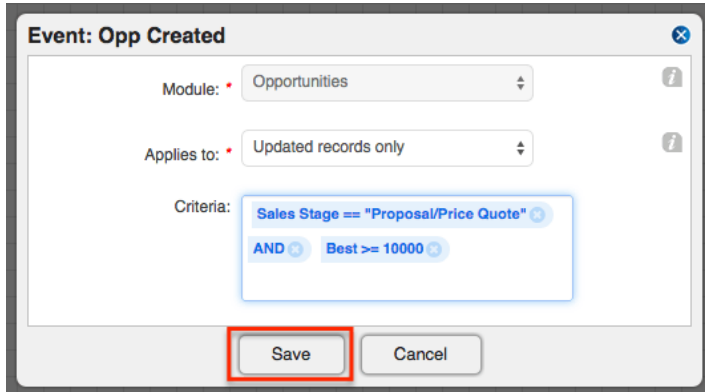 Event: Opp Created
Module: * Opportunities
Applies to: * Updated records only
Criteria: Sales Stage == "Proposal/Price Quote"
AND Best >= 10000
Save Cancel